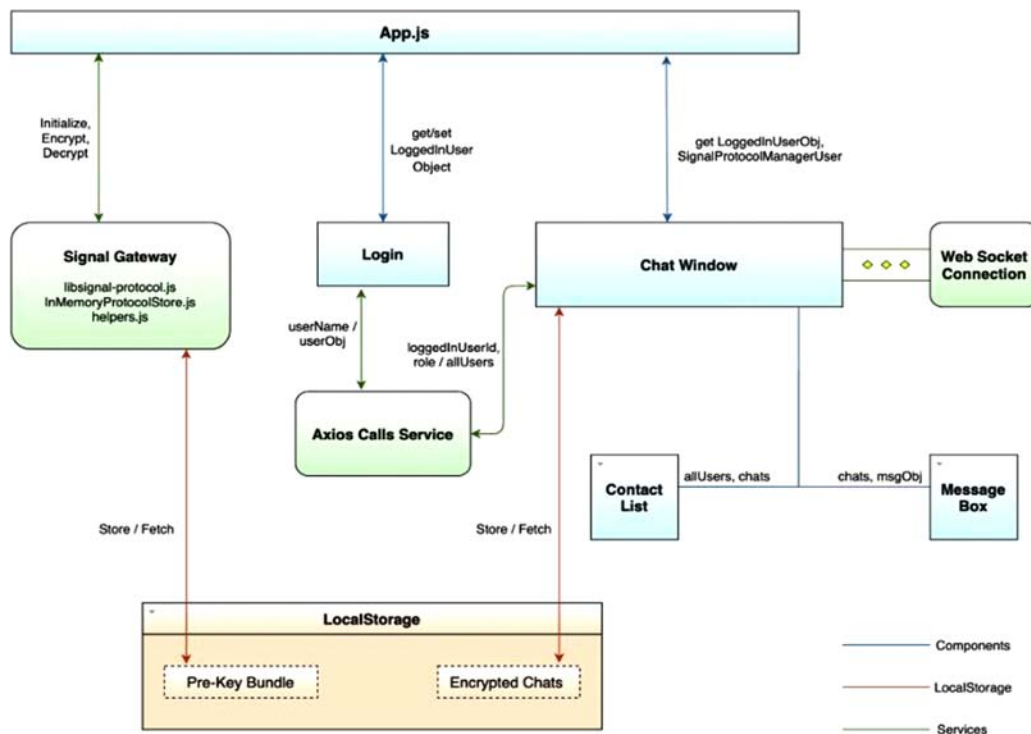 App.js
Initialize,
Encrypt,
Decrypt
get/set
LoggedInUser
Object
get LoggedInUserObj,
SignalProtocolManagerUser
Signal Gateway
libsignal-protocol.js
InMemoryProtocolStore.js
helpers.js
Login
Chat Window
Web Socket
Connection
userName /
userObj
loggedInUserId,
role / allUsers
Axios Calls Service
Contact
List
allUsers, chats
chats, msgObj
Message
Box
Store / Fetch
Store / Fetch
LocalStorage
Pre-Key Bundle
Encrypted Chats
Components
LocalStorage
Services